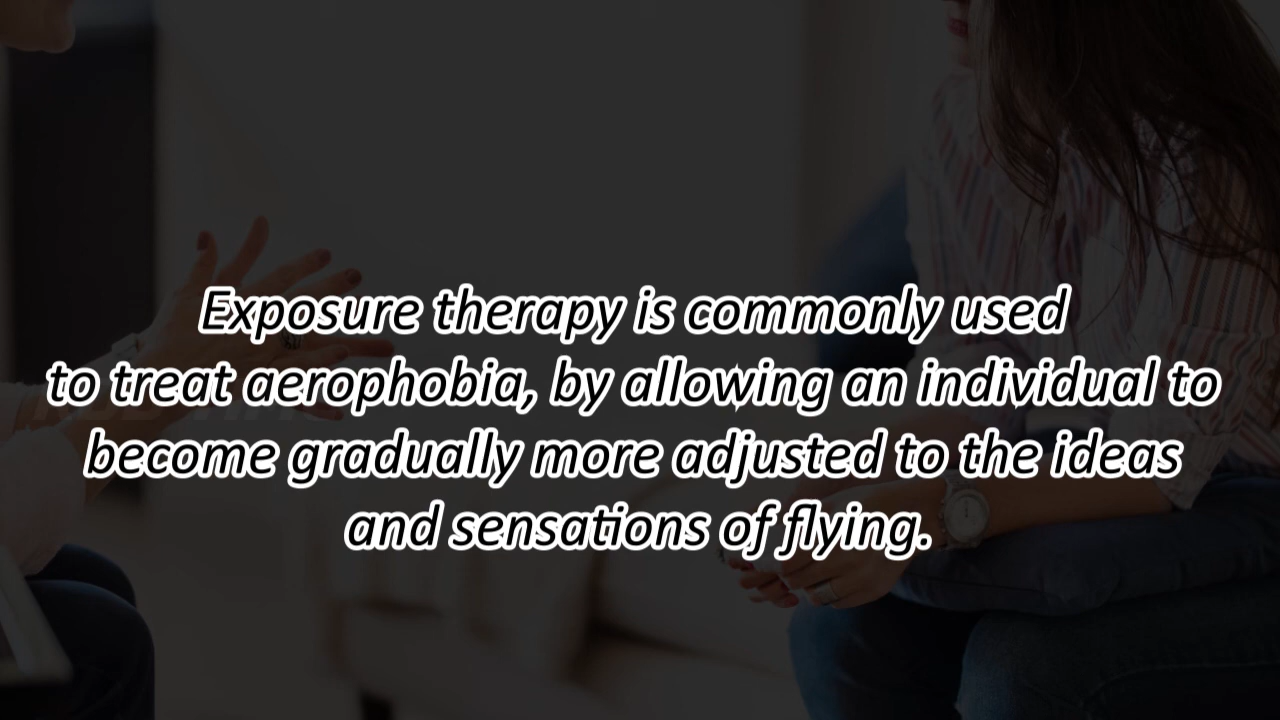 Exposure therapy is commonly used
to treat aerophobia, by allowing an individual to
become gradually more adjusted to the ideas
and sensations of flying.